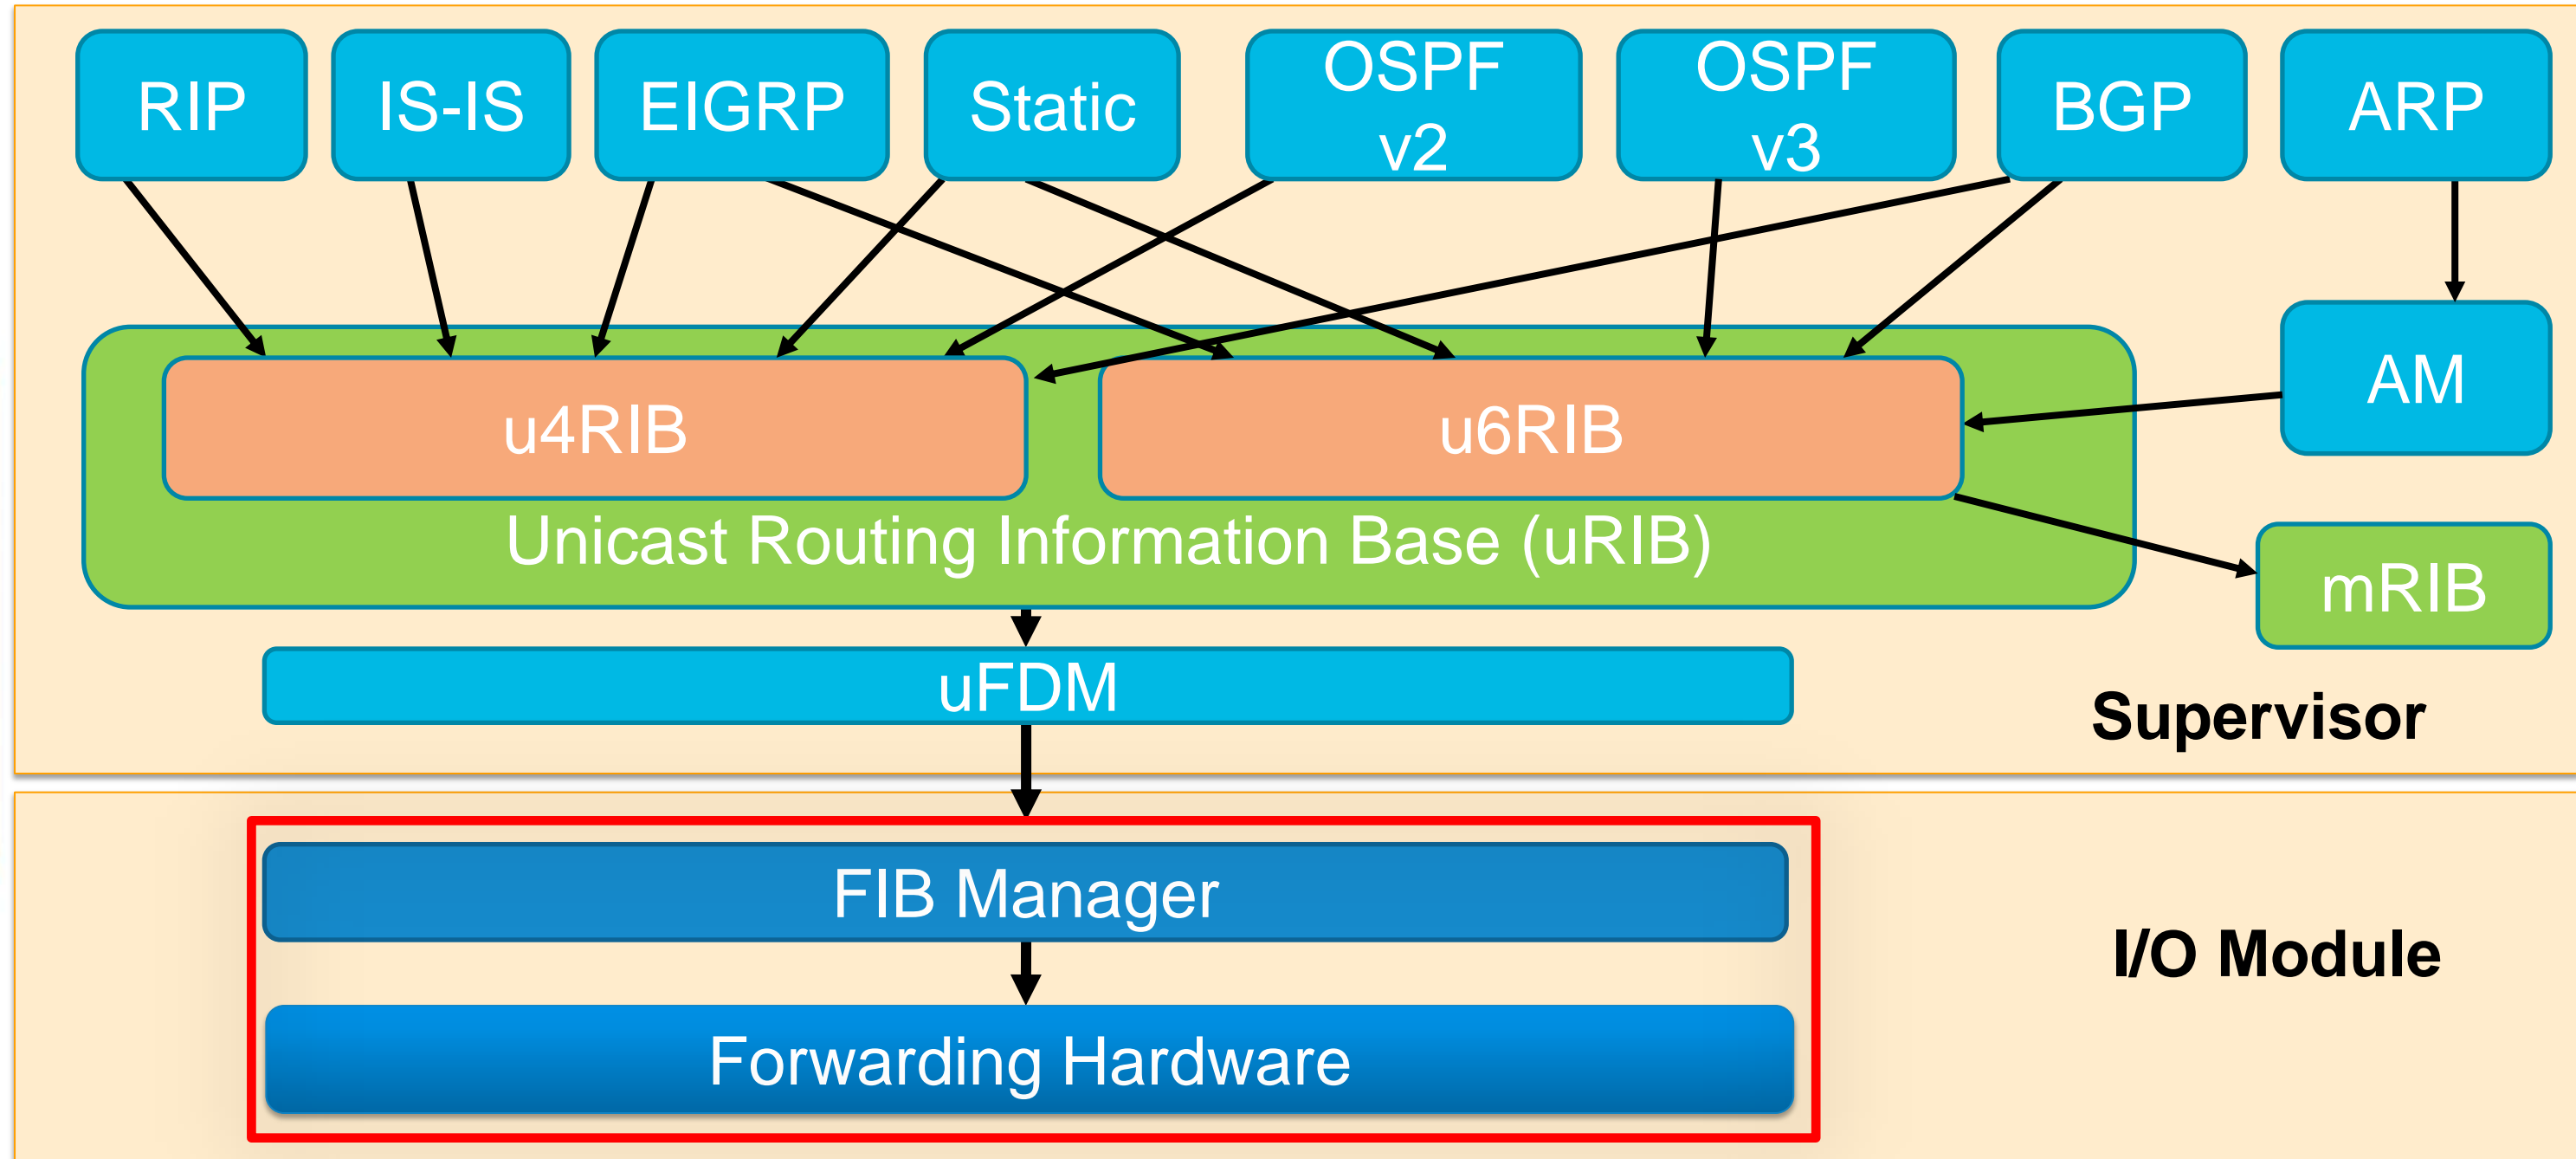 RIP
IS-IS
EIGRP
Static
OSPF
v2
OSPF
v3
BGP
ARP
u4RIB
u6RIB
AM
Unicast Routing Information Base (uRIB)
mRIB
uFDM
Supervisor
FIB Manager
I/O Module
Forwarding Hardware